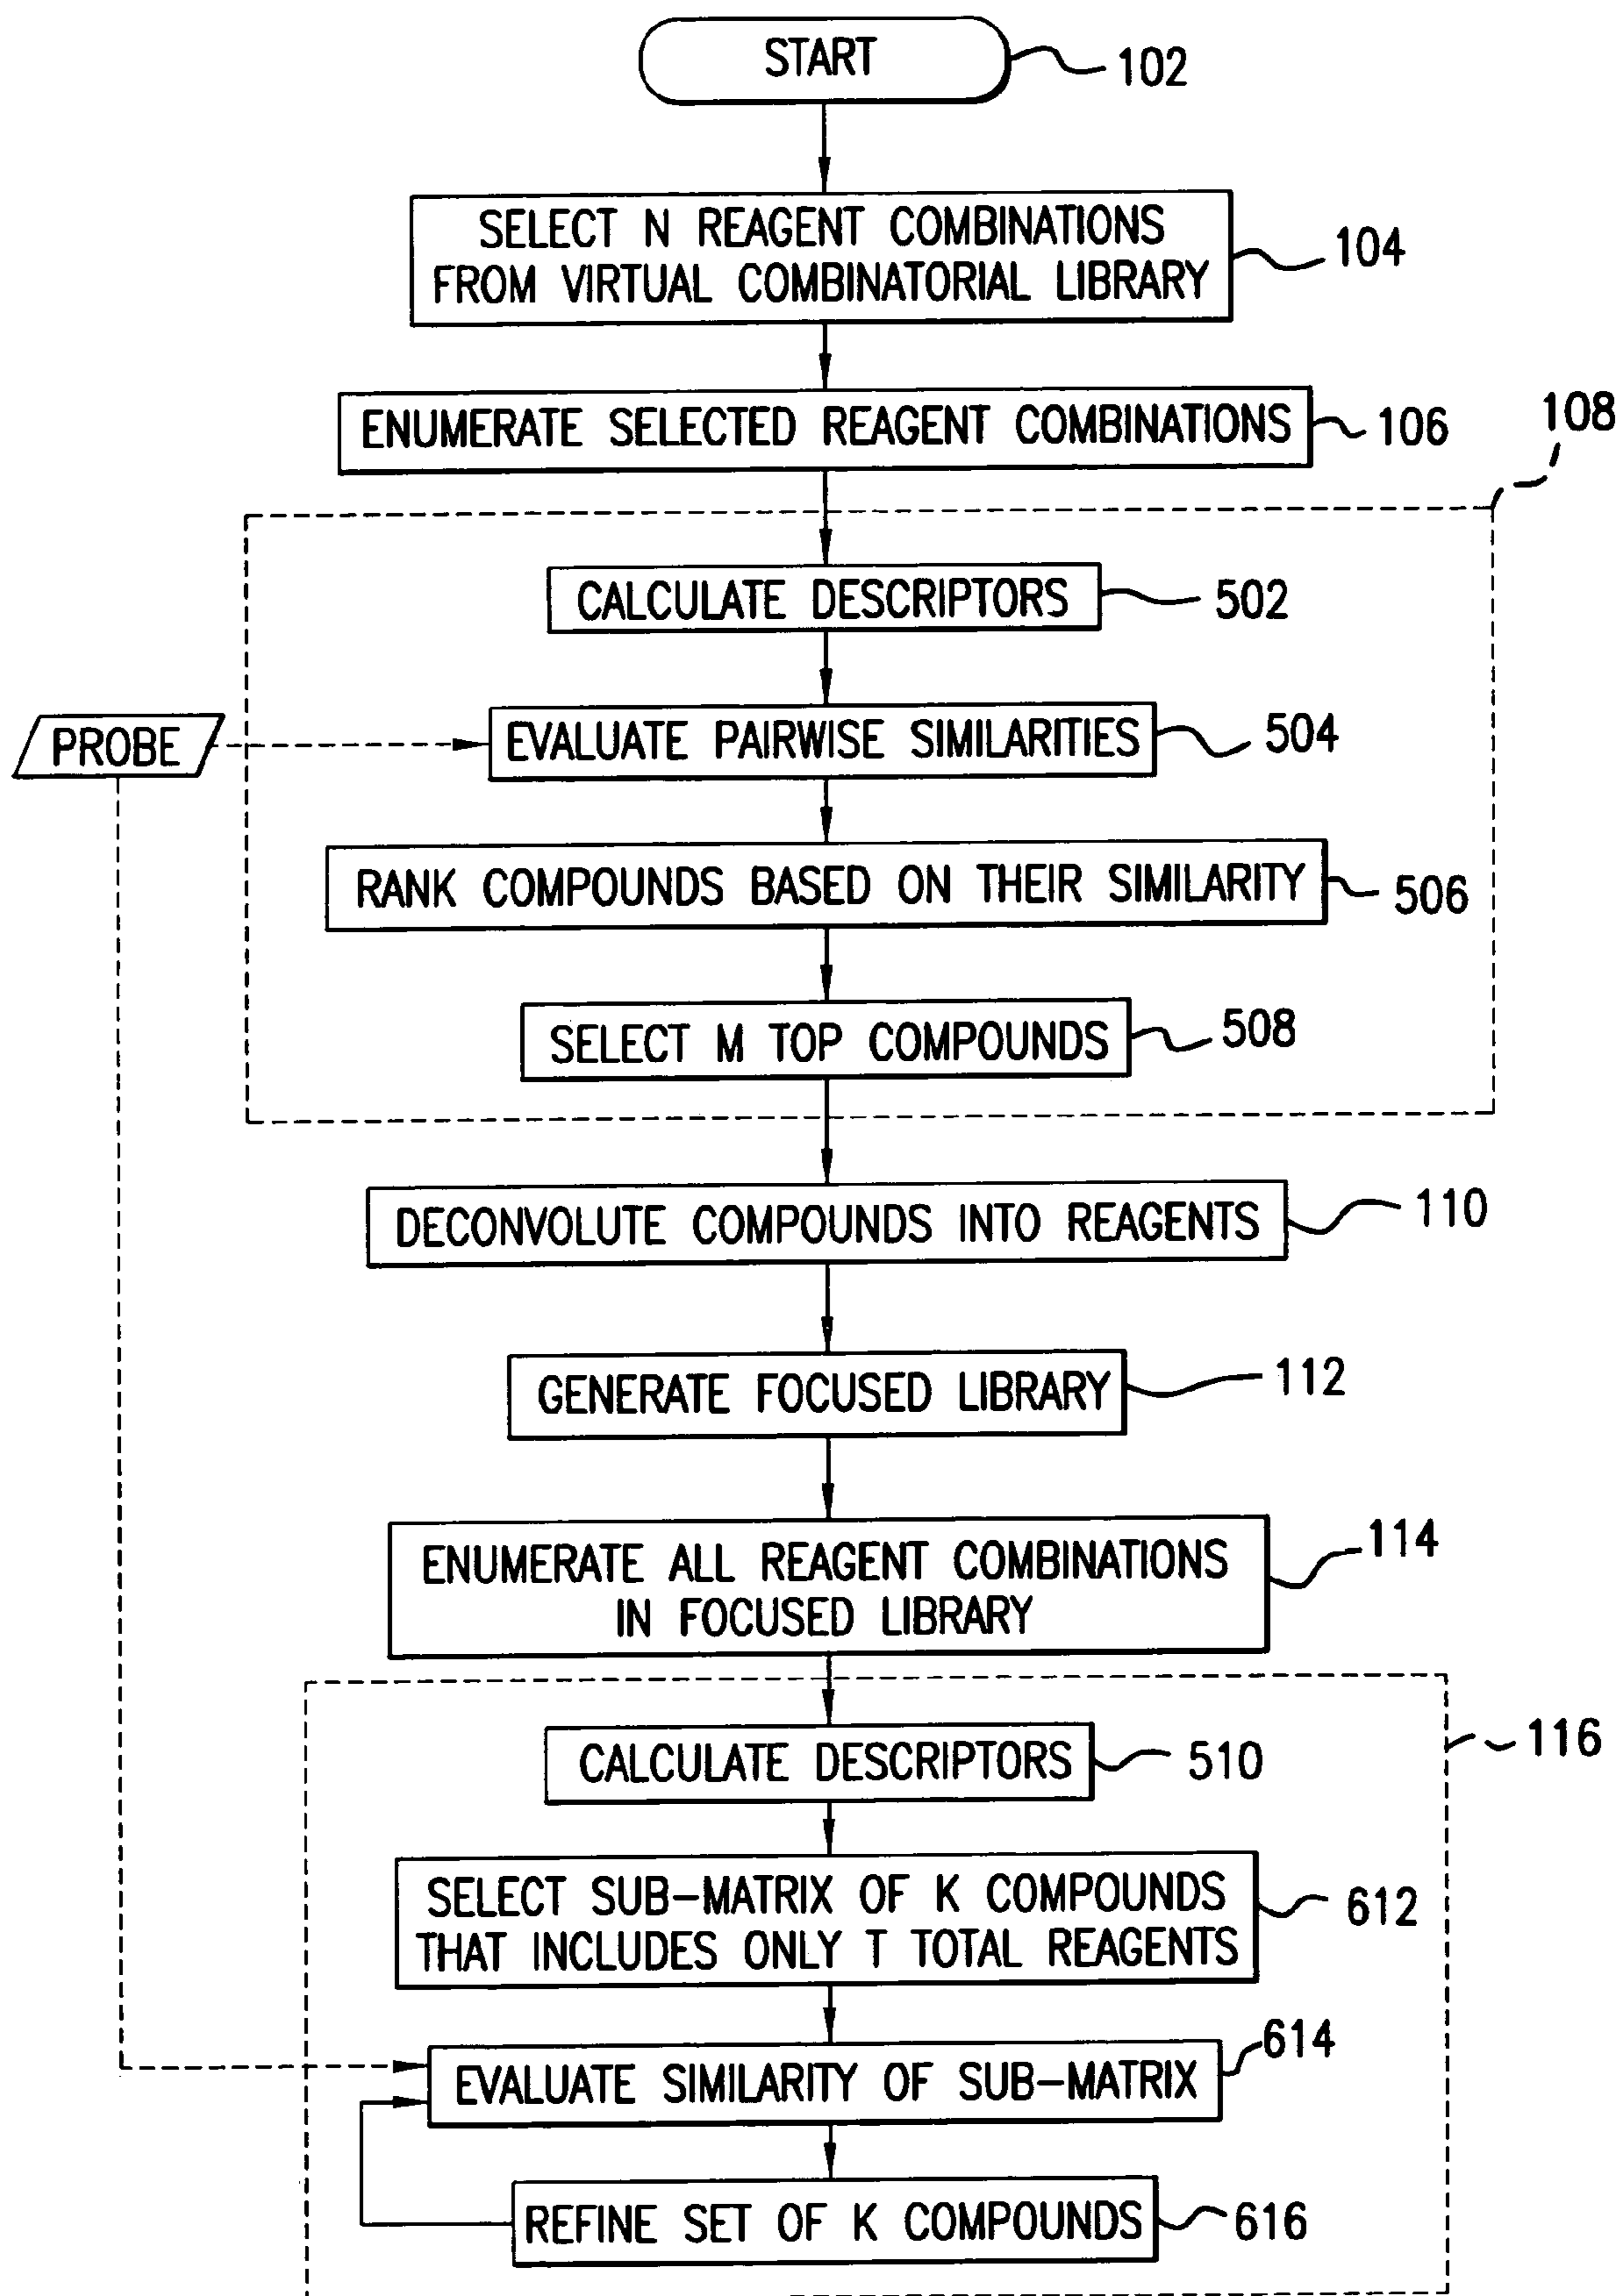 START
102
SELECT N REAGENT COMBINATIONS
FROM VIRTUAL COMBINATORIAL LIBRARY
104
ENUMERATE SELECTED REAGENT COMBINATIONS
106
108
CALCULATE DESCRIPTORS
502
PROBE
EVALUATE PAIRWISE SIMILARITIES
504
RANK COMPOUNDS BASED ON THEIR SIMILARITY
506
SELECT M TOP COMPOUNDS
508
DECONVOLUTE COMPOUNDS INTO REAGENTS
110
GENERATE FOCUSED LIBRARY
112
ENUMERATE ALL REAGENT COMBINATIONS
IN FOCUSED LIBRARY
114
CALCULATE DESCRIPTORS
510
116
SELECT SUB-MATRIX OF K COMPOUNDS
THAT INCLUDES ONLY T TOTAL REAGENTS
612
EVALUATE SIMILARITY OF SUB-MATRIX
614
REFINE SET OF K COMPOUNDS
616